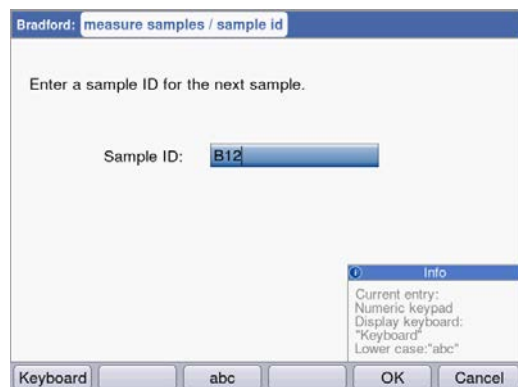 Bradford: measure samples / sample id
Enter a sample ID for the next sample.
Sample ID: B12
Info
Current entry:
Numeric keypad
Display keyboard:
"Keyboard"
Lower case:"abc"
Keyboard abc OK Cancel